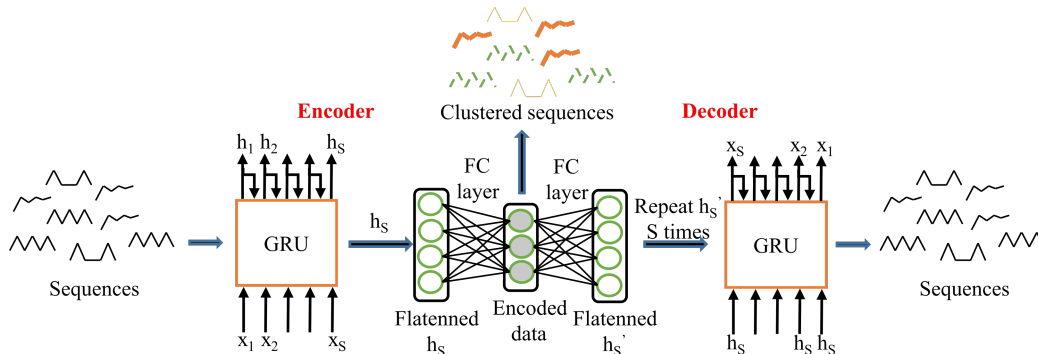 Clustered sequences
Encoder
Decoder
h1 h2 hS
FC
layer
FC
layer
xS x2 x1
hS
Repeat hS'
S times
GRU
GRU
Sequences
Sequences
x1 x2 xS
Flatenned
hS
Encoded
data
Flatenned
hS'
hS hS hS